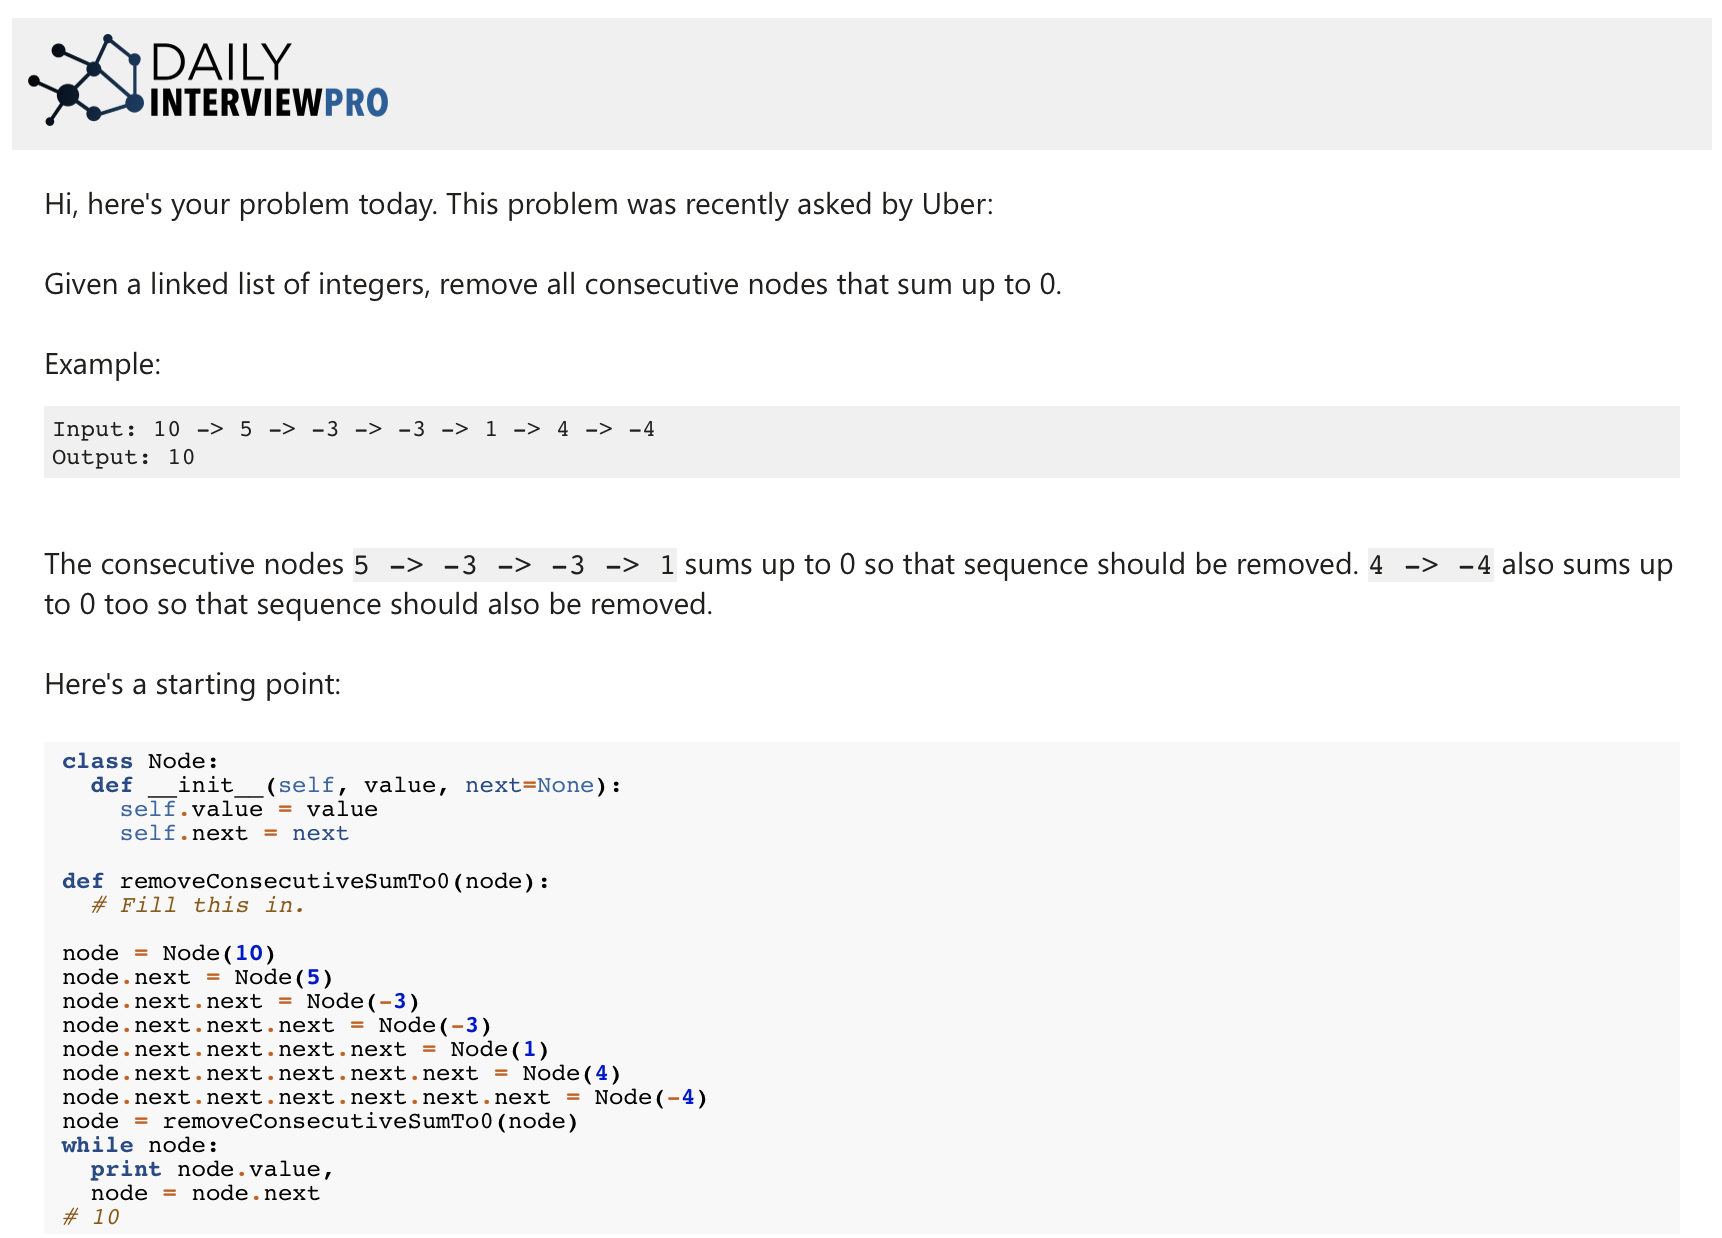 DAILY
INTERVIEWPRO
Hi, here's your problem today. This problem was recently asked by Uber:
Given a linked list of integers, remove all consecutive nodes that sum up to 0.
Example:
Input: 10 -> 5 -> -3 -> -3 -> 1 -> 4 -> -4
Output: 10
The consecutive nodes 5 -> -3 -> -3 -> 1 sums up to 0 so that sequence should be removed. 4 -> -4 also sums up
to 0 too so that sequence should also be removed.
Here's a starting point:
class Node:
  def __init__(self, value, next=None):
    self.value = value
    self.next = next
def removeConsecutiveSumTo0(node):
  # Fill this in.
node = Node(10)
node.next = Node(5)
node.next.next = Node(-3)
node.next.next.next = Node(-3)
node.next.next.next.next = Node(1)
node.next.next.next.next.next = Node(4)
node.next.next.next.next.next.next = Node(-4)
node = removeConsecutiveSumTo0(node)
while node:
  print node.value,
  node = node.next
# 10